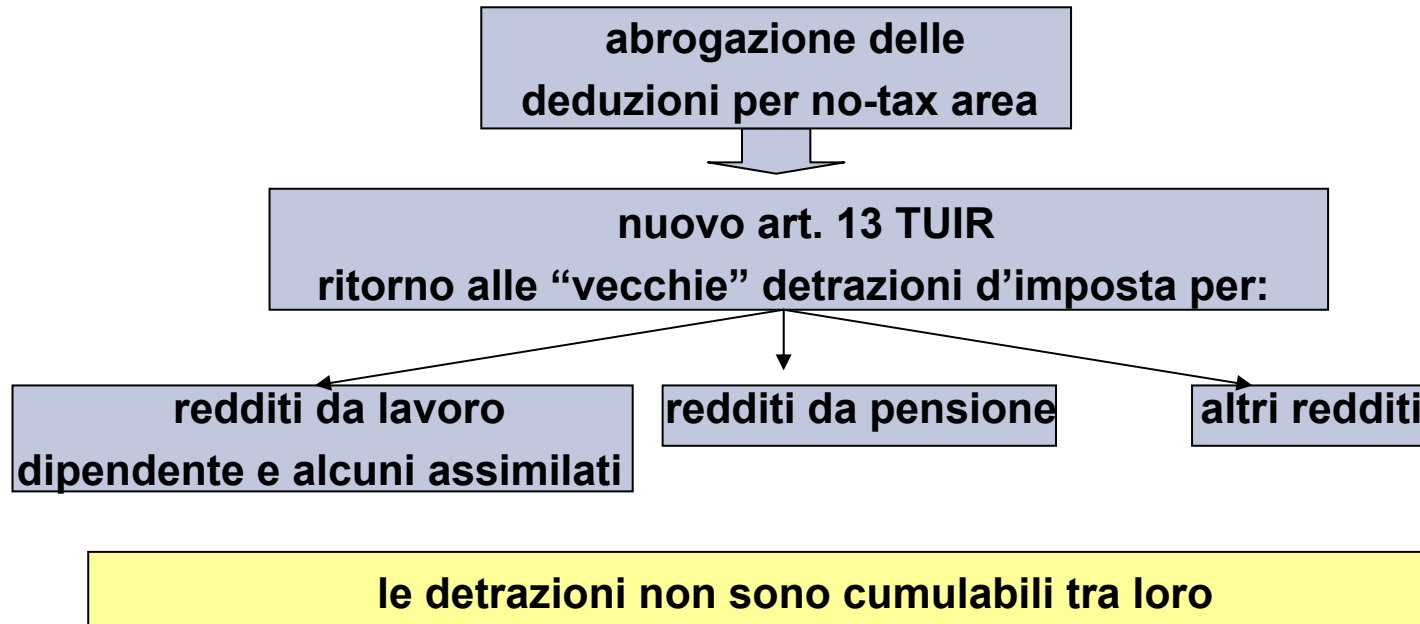 abrogazione delle
deduzioni per no-tax area
nuovo art. 13 TUIR
ritorno alle “vecchie” detrazioni d’imposta per:
redditi da lavoro
dipendente e alcuni assimilati
redditi da pensione
altri redditi
le detrazioni non sono cumulabili tra loro